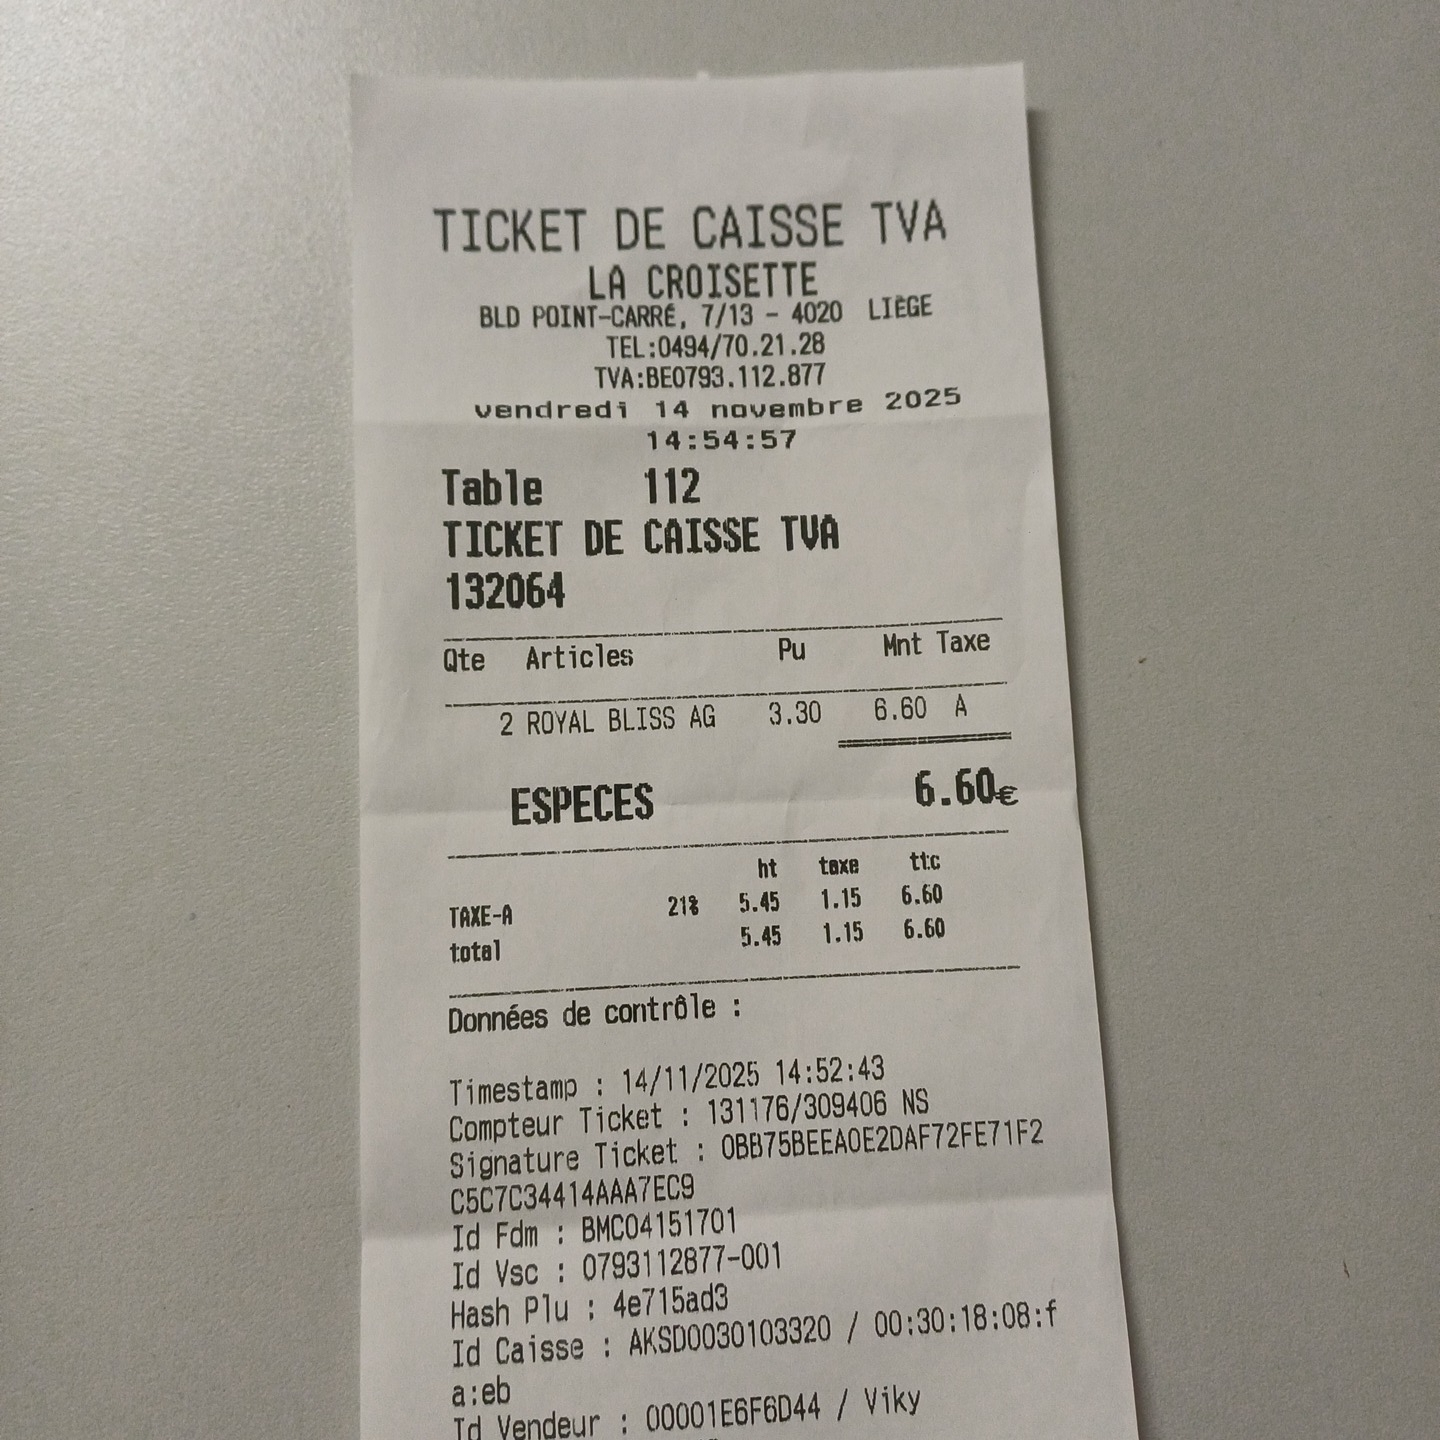 TICKET DE CAISSE TVA
LA CROISETTE
BLD POINT-CARRÉ, 7/13 - 4020 LIÈGE
TEL:0494/70.21.28
TVA:BE0793.112.877
vendredi 14 novembre 2025
14:54:57
Table 112
TICKET DE CAISSE TVA
132064
Qte Articles Pu Mnt Taxe
2 ROYAL BLISS AG 3.30 6.60 A
ESPECES 6.60€
ht taxe ttc
TAXE-A 21% 5.45 1.15 6.60
total 5.45 1.15 6.60
Données de contrôle :
Timestamp : 14/11/2025 14:52:43
Compteur Ticket : 131176/309406 NS
Signature Ticket : 0BB75BEEA0E2DAF72FE71F2
C5C7C34414AAA7EC9
Id Fdm : BMC04151701
Id Vsc : 0793112877-001
Hash Plu : 4e715ad3
Id Caisse : AKSD0030103320 / 00:30:18:08:f
a:eb
Id Vendeur : 00001E6F6D44 / Viky